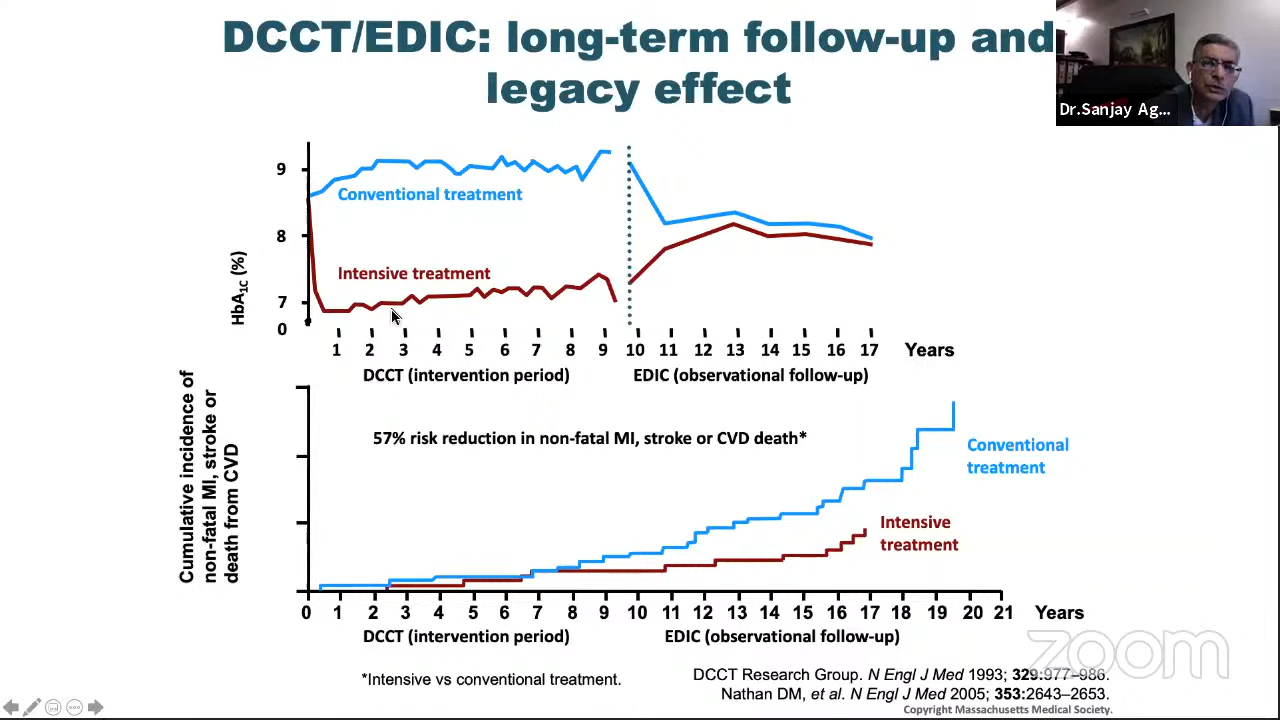 DCCT/EDIC: long-term follow-up and
legacy effect
Dr.Sanjay Ag...
HbA1C (%)
9
8
7
0
Conventional treatment
Intensive treatment
1 2 3 4 5 6 7 8 9 10 11 12 13 14 15 16 17 Years
DCCT (intervention period) EDIC (observational follow-up)
Cumulative incidence of
non-fatal MI, stroke or
death from CVD
57% risk reduction in non-fatal MI, stroke or CVD death*
Conventional
treatment
Intensive
treatment
0 1 2 3 4 5 6 7 8 9 10 11 12 13 14 15 16 17 18 19 20 21 Years
DCCT (intervention period) EDIC (observational follow-up)
zoom
*Intensive vs conventional treatment.
DCCT Research Group. N Engl J Med 1993; 329:977–986.
Nathan DM, et al. N Engl J Med 2005; 353:2643–2653.
Copyright Massachusetts Medical Society.